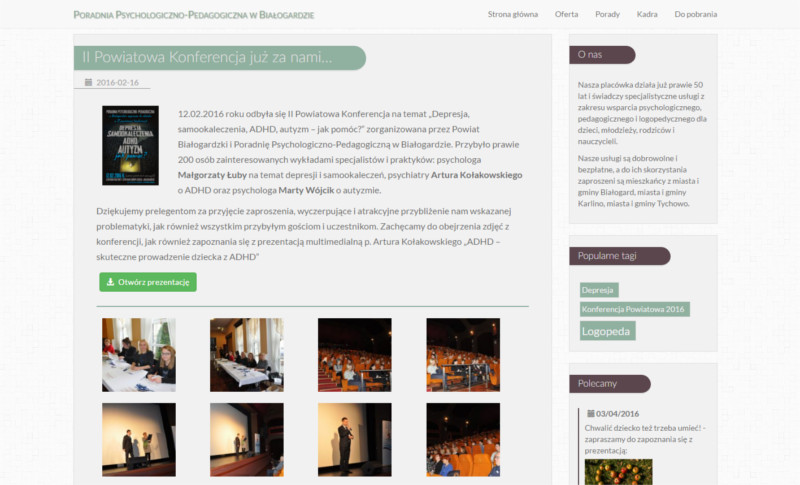 Poradnia Psychologiczno-Pedagogiczna w Białogardzie
Strona główna Oferta Porady Kadra Do pobrania
II Powiatowa Konferencja już za nami...
2016-02-16
DEPRESJA
SAMOOKALECZENIA
ADHD
AUTYZM
jak pomóc?
12.02.2016 roku odbyła się II Powiatowa Konferencja na temat „Depresja,
samookaleczenia, ADHD, autyzm – jak pomóc?” zorganizowana przez Powiat
Białogardzki i Poradnię Psychologiczno-Pedagogiczną w Białogardzie. Przybyło prawie
200 osób zainteresowanych wykładami specjalistów i praktyków: psychologa
Małgorzaty Łuby na temat depresji i samookaleczeń, psychiatry Artura Kołakowskiego
o ADHD oraz psychologa Marty Wójcik o autyzmie.
Dziękujemy prelegentom za przyjęcie zaproszenia, wyczerpujące i atrakcyjne przybliżenie nam wskazanej
problematyki, jak również wszystkim przybyłym gościom i uczestnikom. Zachęcamy do obejrzenia zdjęć z
konferencji, jak również zapoznania się z prezentacją multimedialną p. Artura Kołakowskiego „ADHD –
skuteczne prowadzenie dziecka z ADHD”
Otwórz prezentację
O nas
Nasza placówka działa już prawie 50
lat i świadczy specjalistyczne usługi z
zakresu wsparcia psychologicznego,
pedagogicznego i logopedycznego dla
dzieci, młodzieży, rodziców i
nauczycieli.
Nasze usługi są dobrowolne i
bezpłatne, a do ich skorzystania
zaproszeni są mieszkańcy z miasta i
gminy Białogard, miasta i gminy
Karlino, miasta i gminy Tychowo.
Popularne tagi
Depresja
Konferencja Powiatowa 2016
Logopeda
Polecamy
03/04/2016
Chwalić dziecko też trzeba umieć! -
zapraszamy do zapoznania się z
prezentacją: